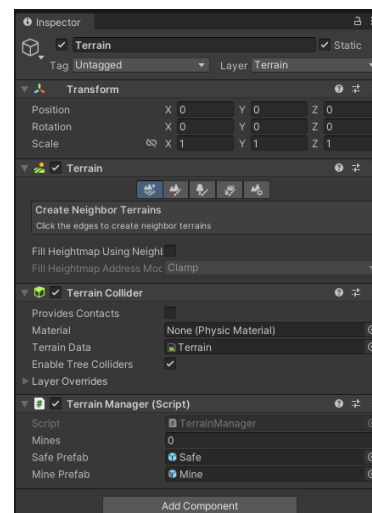 Inspector
Terrain Static
Tag Untagged Layer Terrain
Transform
Position X 0 Y 0 Z 0
Rotation X 0 Y 0 Z 0
Scale X 1 Y 1 Z 1
Terrain
Create Neighbor Terrains
Click the edges to create neighbor terrains
Fill Heightmap Using Neighb
Fill Heightmap Address Mod Clamp
Terrain Collider
Provides Contacts
Material None (Physic Material)
Terrain Data Terrain
Enable Tree Colliders
Layer Overrides
Terrain Manager (Script)
Script TerrainManager
Mines 0
Safe Prefab Safe
Mine Prefab Mine
Add Component